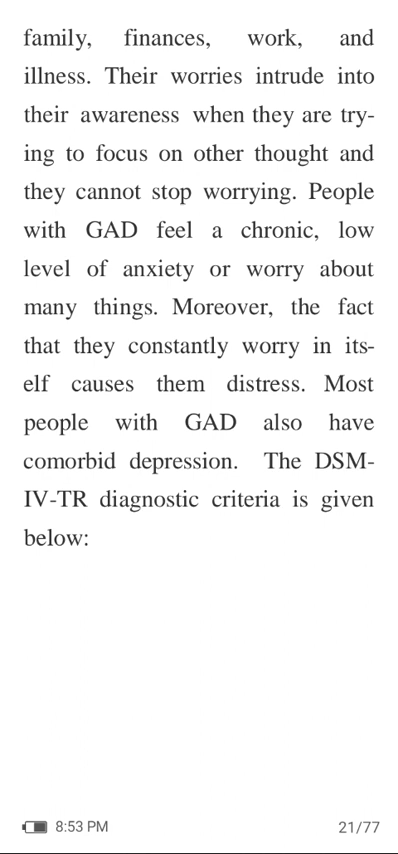 family, finances, work, and
illness. Their worries intrude into
their awareness when they are try-
ing to focus on other thought and
they cannot stop worrying. People
with GAD feel a chronic, low
level of anxiety or worry about
many things. Moreover, the fact
that they constantly worry in its-
elf causes them distress. Most
people with GAD also have
comorbid depression. The DSM-
IV-TR diagnostic criteria is given
below:
8:53 PM
21/77